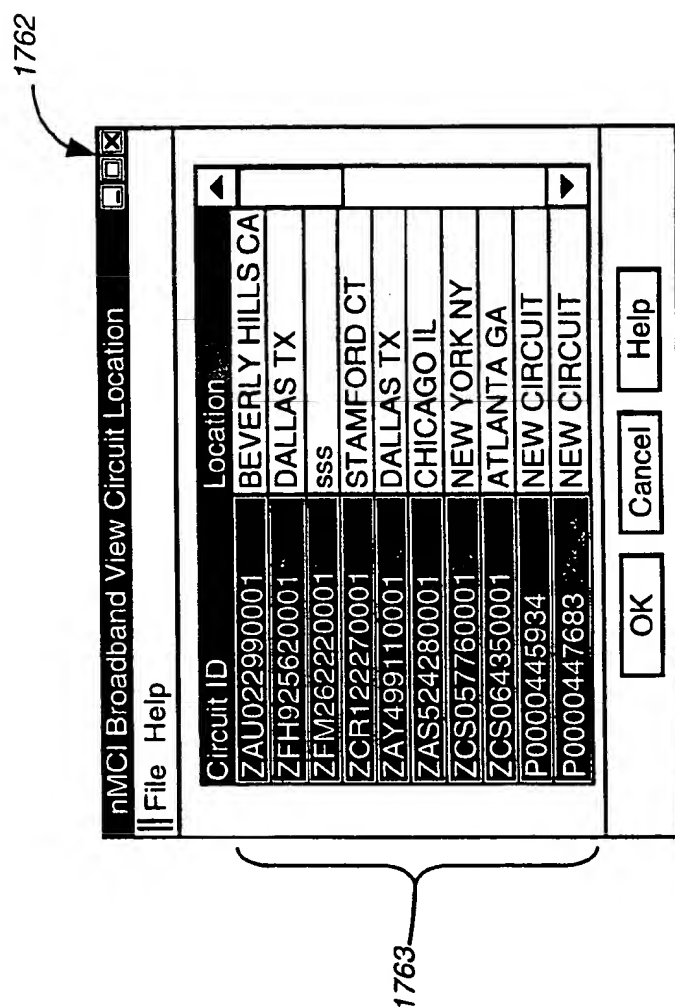 1762
nMCI Broadband View Circuit Location
File Help
Circuit ID Location
ZAU022990001 BEVERLY HILLS CA
ZFH925620001 DALLAS TX
ZFM262220001 sss
ZCR122270001 STAMFORD CT
ZAY499110001 DALLAS TX
ZAS524280001 CHICAGO IL
ZCS057760001 NEW YORK NY
ZCS064350001 ATLANTA GA
P0000445934 NEW CIRCUIT
P0000447683 NEW CIRCUIT
1763
OK Cancel Help